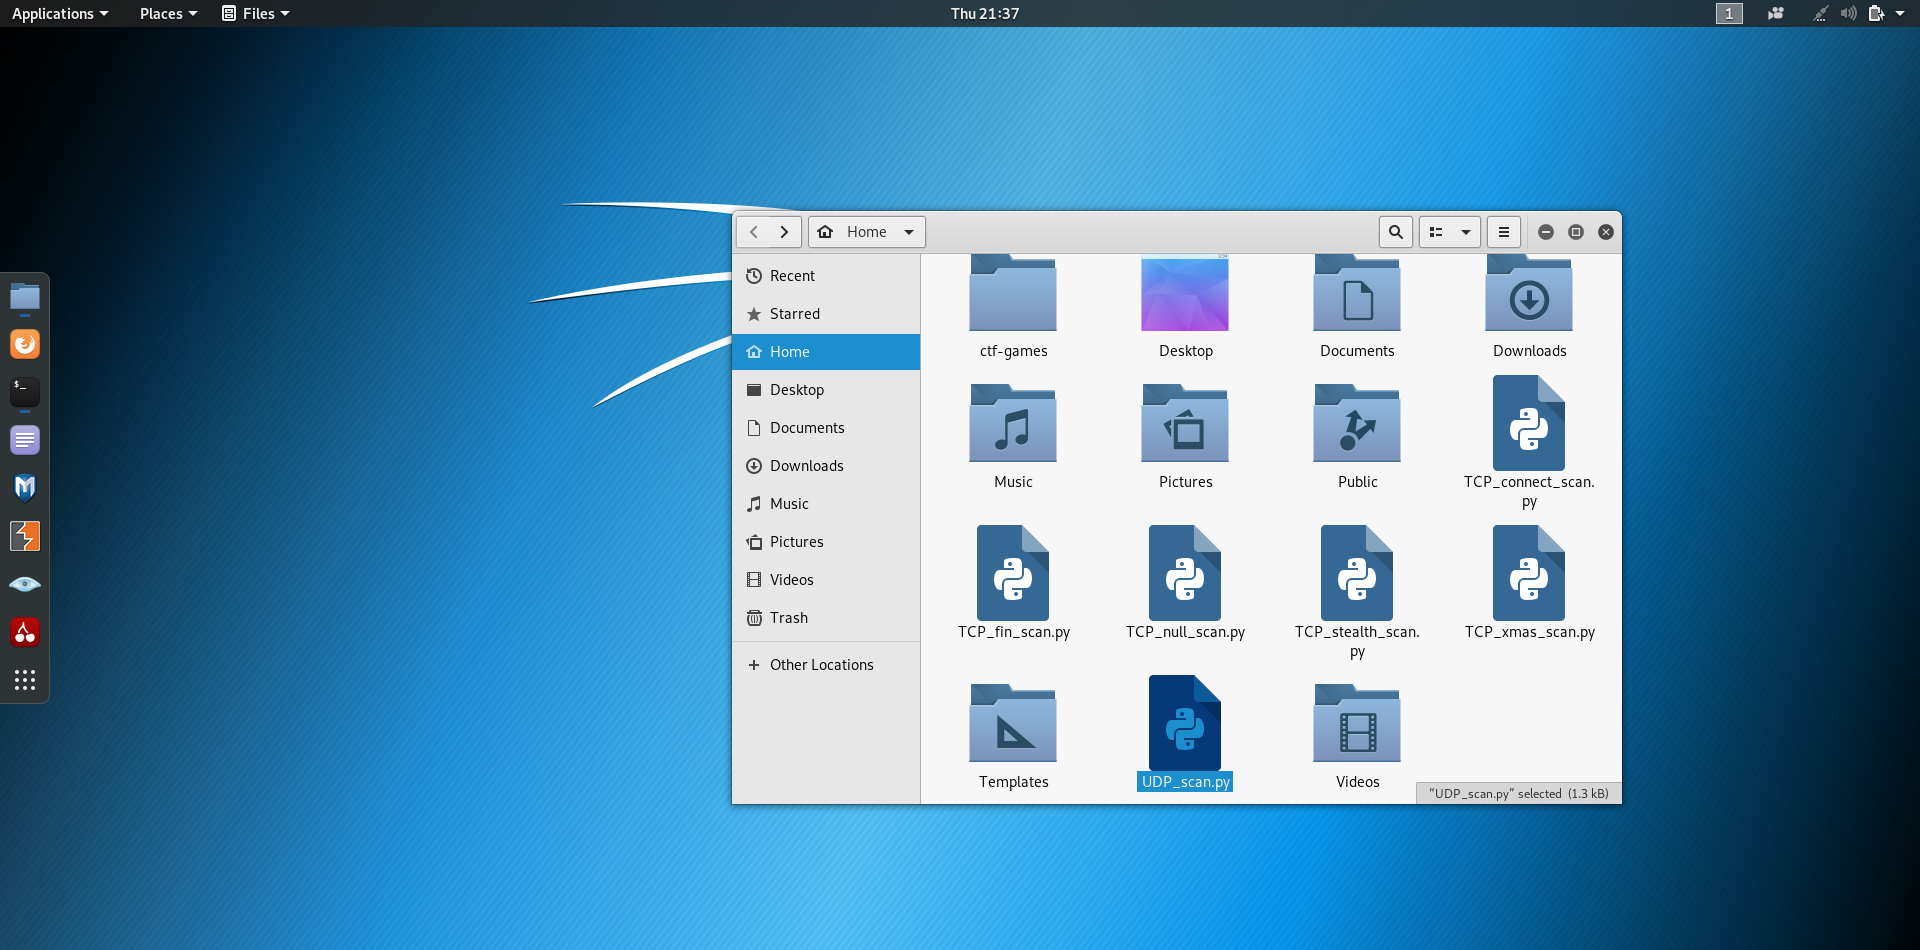 Applications Places Files Thu 21:37 1
Home
Recent
Starred
Home
Desktop
Documents
Downloads
Music
Pictures
Videos
Trash
Other Locations
ctf-games Desktop Documents Downloads
Music Pictures Public TCP_connect_scan.
py
TCP_fin_scan.py TCP_null_scan.py TCP_stealth_scan. TCP_xmas_scan.py
py
Templates UDP_scan.py Videos
“UDP_scan.py” selected (1.3 kB)
$_